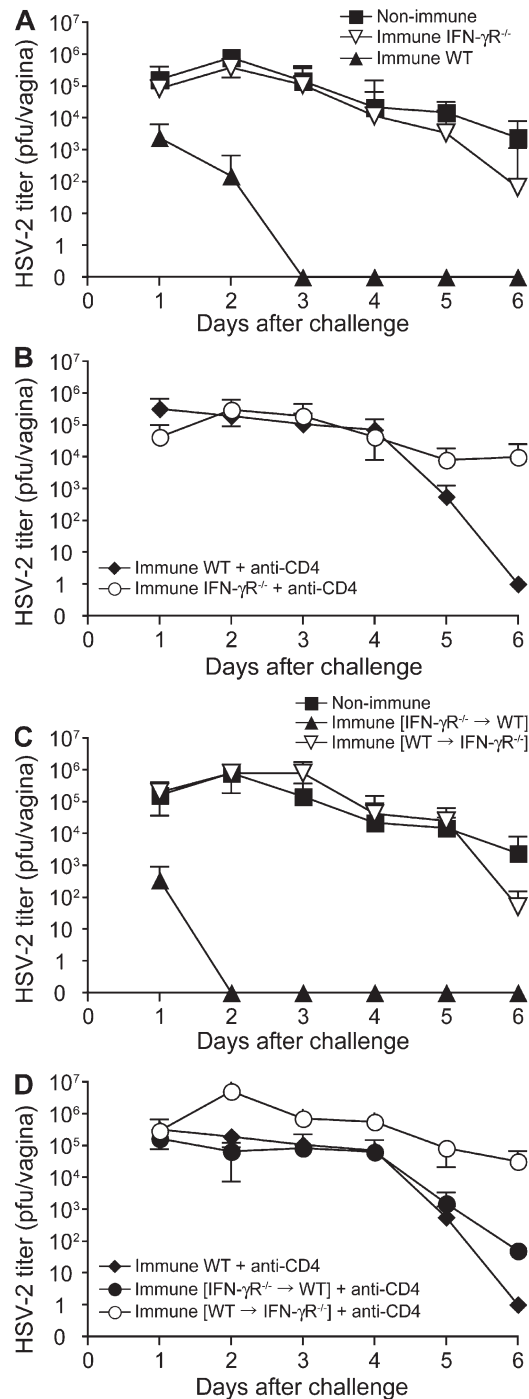 A
Non-immune
Immune IFN-γR⁻/⁻
Immune WT
HSV-2 titer (pfu/vagina)
10⁷
10⁶
10⁵
10⁴
10³
10²
10
1
0
0 1 2 3 4 5 6
Days after challenge
B
HSV-2 titer (pfu/vagina)
10⁷
10⁶
10⁵
10⁴
10³
10²
10
1
0
Immune WT + anti-CD4
Immune IFN-γR⁻/⁻ + anti-CD4
0 1 2 3 4 5 6
Days after challenge
C
Non-immune
Immune [IFN-γR⁻/⁻ → WT]
Immune [WT → IFN-γR⁻/⁻]
HSV-2 titer (pfu/vagina)
10⁷
10⁶
10⁵
10⁴
10³
10²
10
1
0
0 1 2 3 4 5 6
Days after challenge
D
HSV-2 titer (pfu/vagina)
10⁷
10⁶
10⁵
10⁴
10³
10²
10
1
0
Immune WT + anti-CD4
Immune [IFN-γR⁻/⁻ → WT] + anti-CD4
Immune [WT → IFN-γR⁻/⁻] + anti-CD4
0 1 2 3 4 5 6
Days after challenge